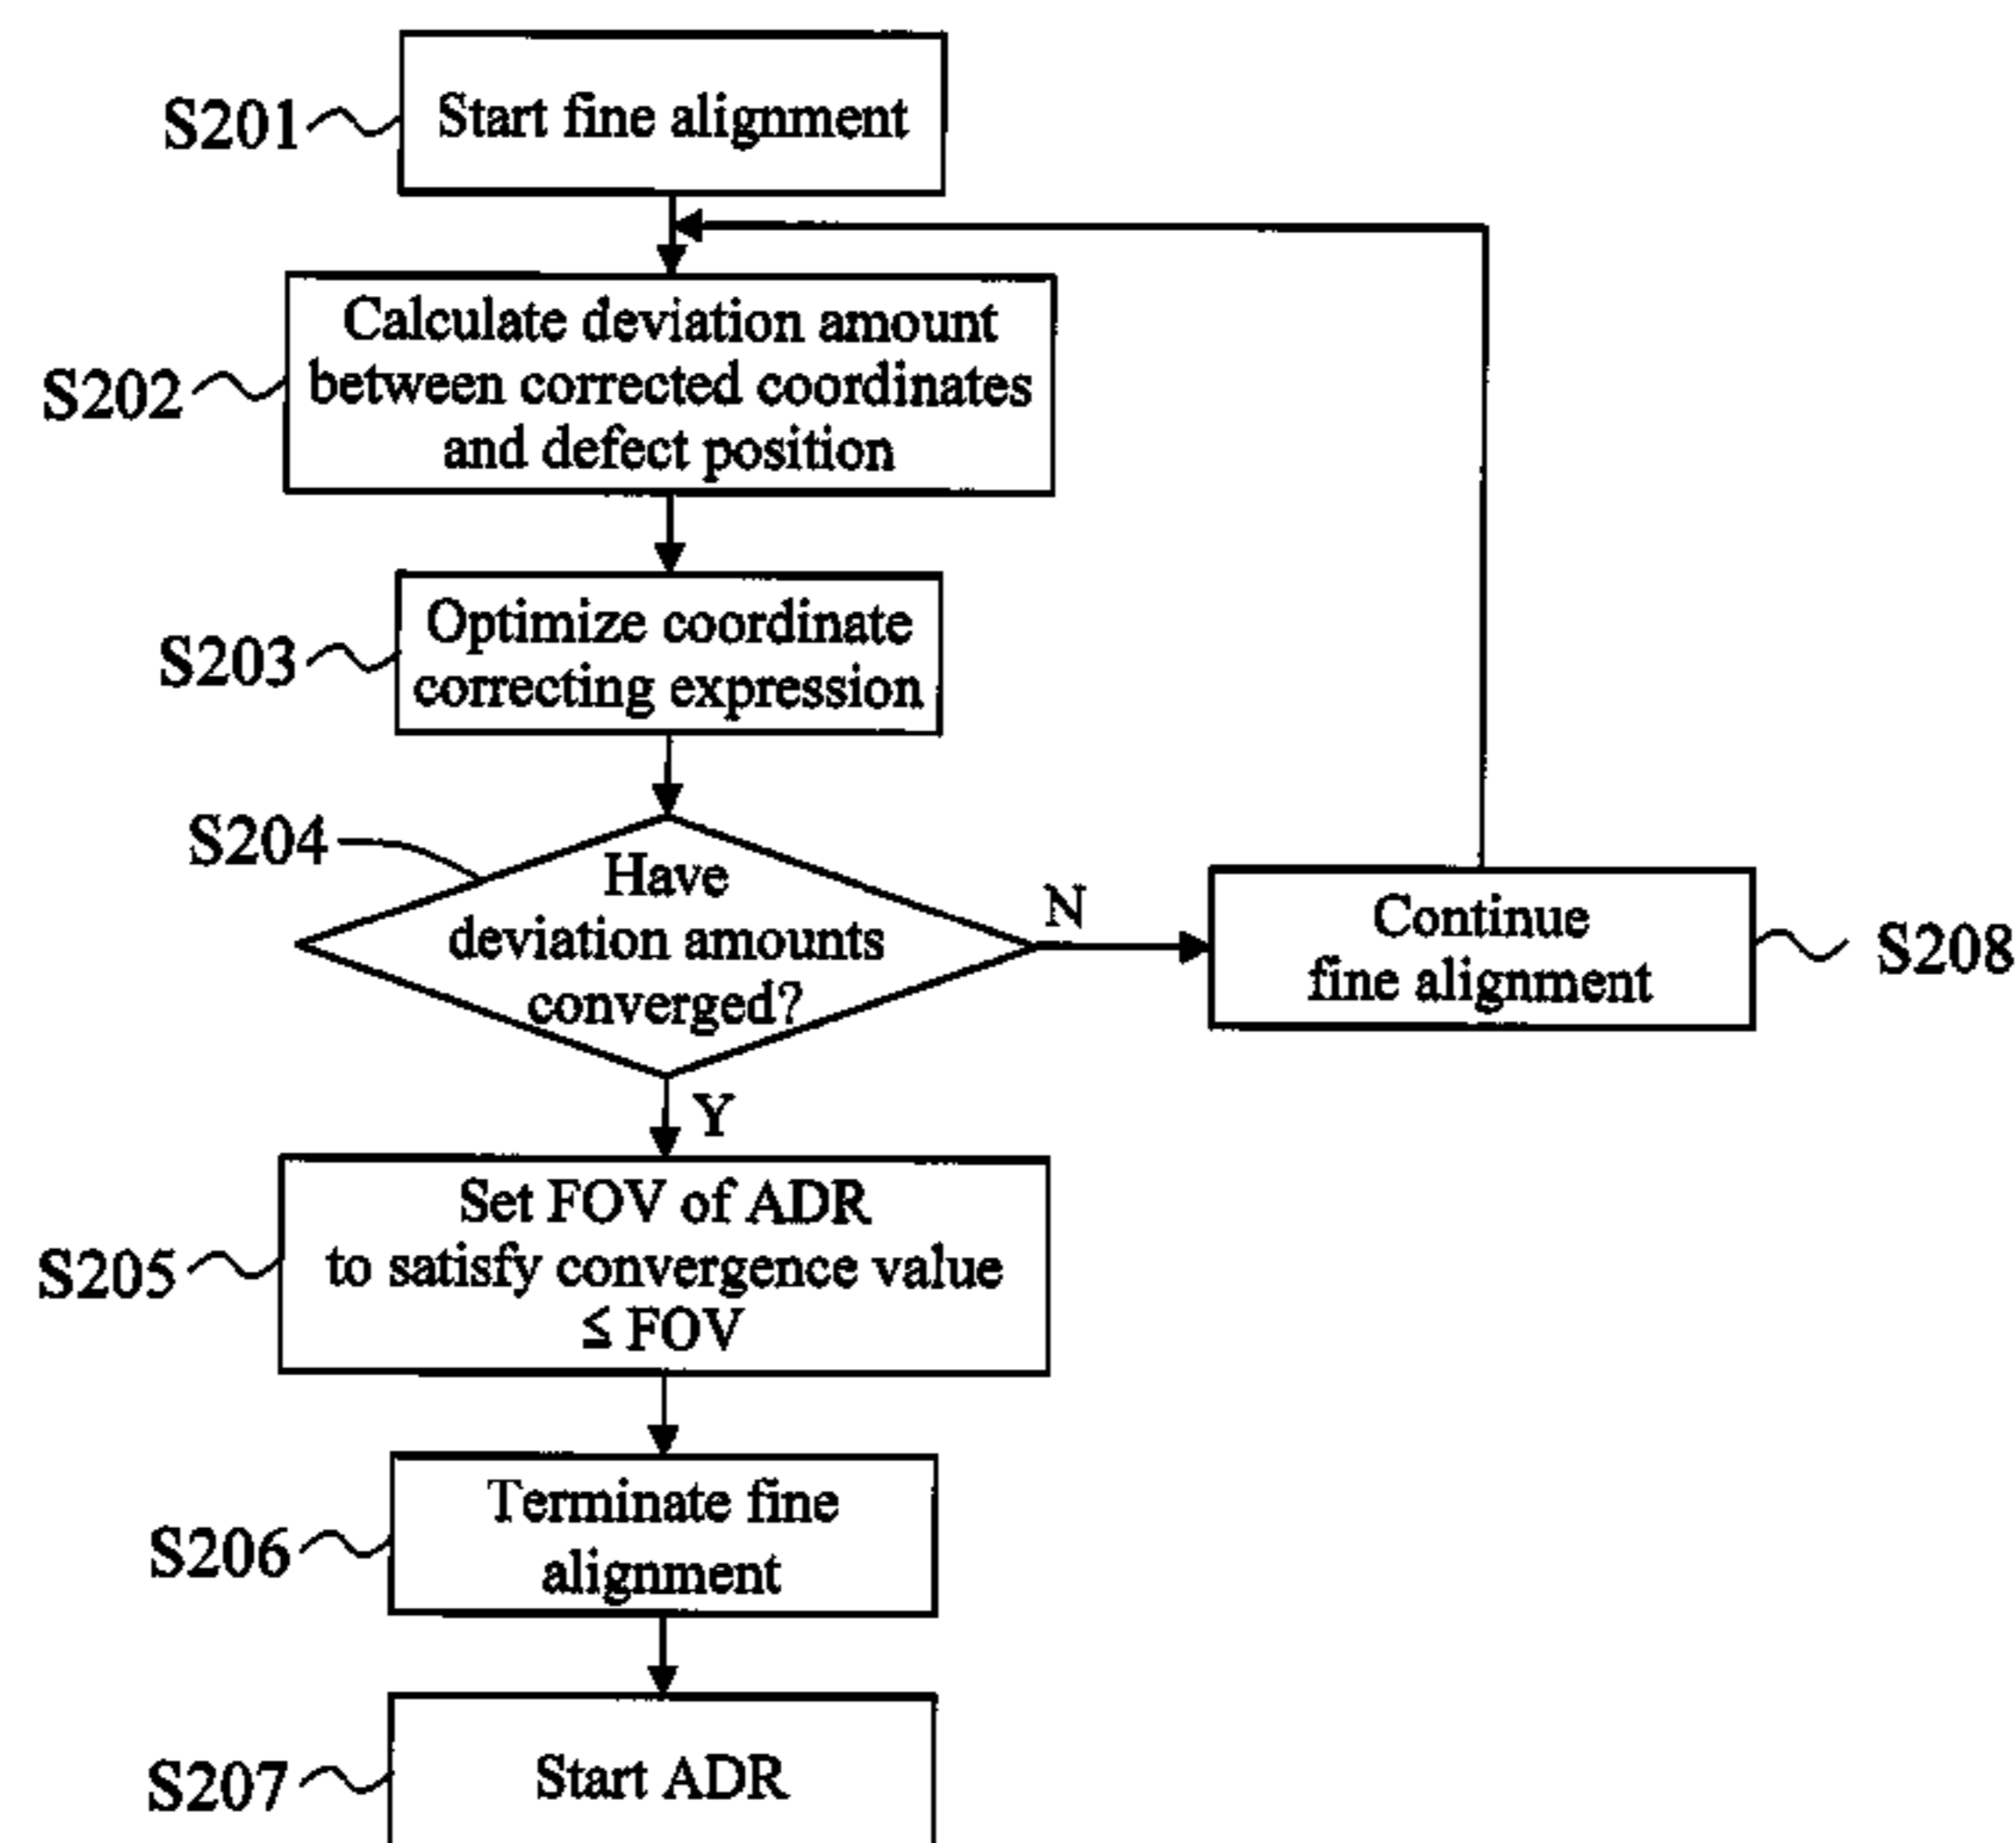 S201
Start fine alignment
S202
Calculate deviation amount
between corrected coordinates
and defect position
S203
Optimize coordinate
correcting expression
S204
Have
deviation amounts
converged?
N
Continue
fine alignment
S208
Y
S205
Set FOV of ADR
to satisfy convergence value
≤ FOV
S206
Terminate fine
alignment
S207
Start ADR